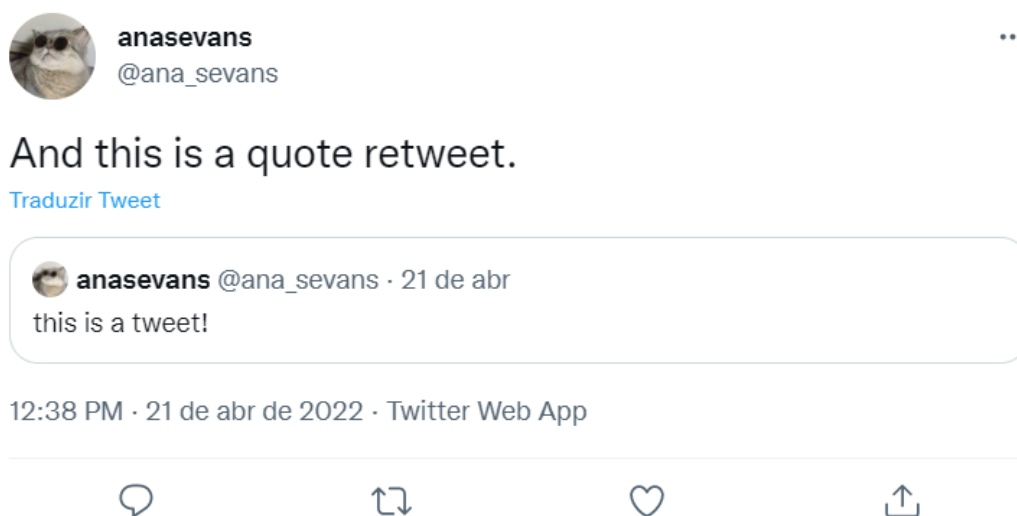 anasevans
@ana_sevans
And this is a quote retweet.
Traduzir Tweet
anasevans @ana_sevans · 21 de abr
this is a tweet!
12:38 PM · 21 de abr de 2022 · Twitter Web App